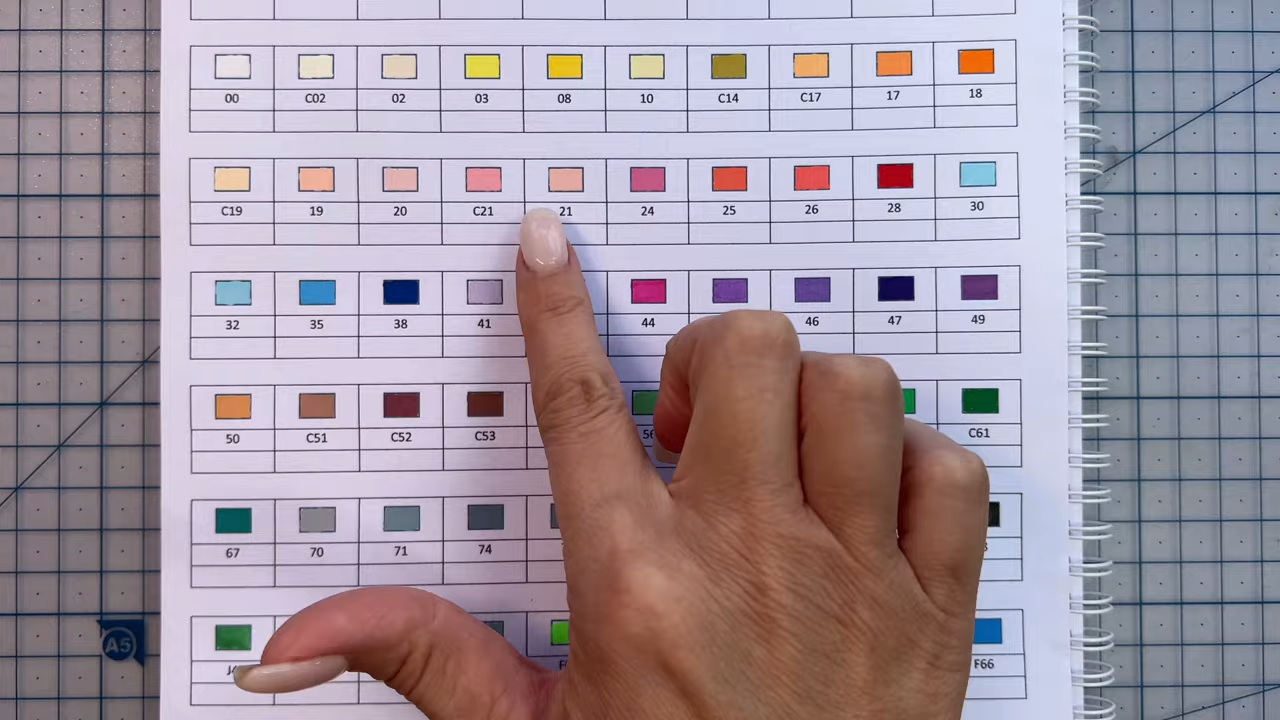 00 C02 02 03 08 10 C14 C17 17 18
C19 19 20 C21 21 24 25 26 28 30
32 35 38 41 44 46 47 49
50 C51 C52 C53 C61
67 70 71 74
F66
A5